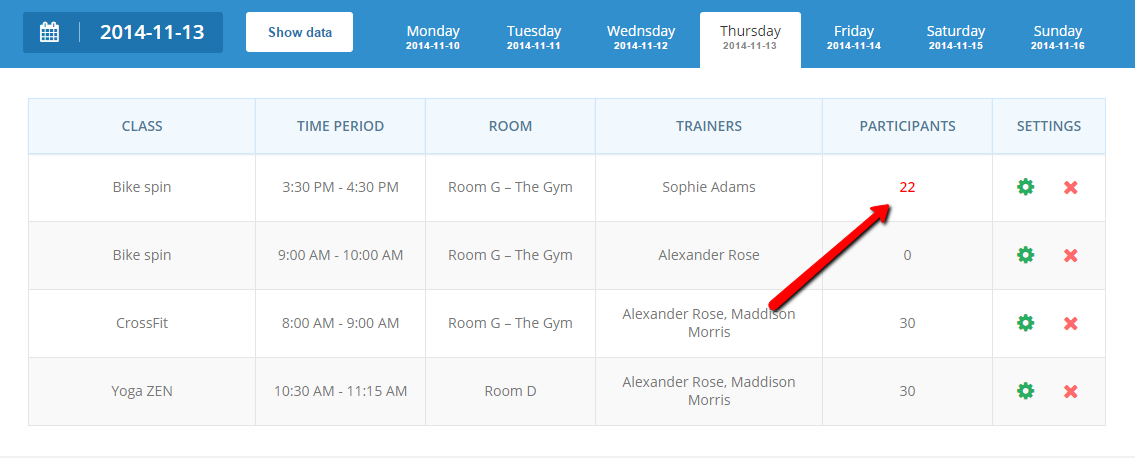 2014-11-13 Show data Monday Tuesday Wednsday Thursday Friday Saturday Sunday
2014-11-10 2014-11-11 2014-11-12 2014-11-13 2014-11-14 2014-11-15 2014-11-16
CLASS TIME PERIOD ROOM TRAINERS PARTICIPANTS SETTINGS
Bike spin 3:30 PM - 4:30 PM Room G – The Gym Sophie Adams 22
Bike spin 9:00 AM - 10:00 AM Room G – The Gym Alexander Rose 0
CrossFit 8:00 AM - 9:00 AM Room G – The Gym Alexander Rose, Maddison Morris 30
Yoga ZEN 10:30 AM - 11:15 AM Room D Alexander Rose, Maddison Morris 30